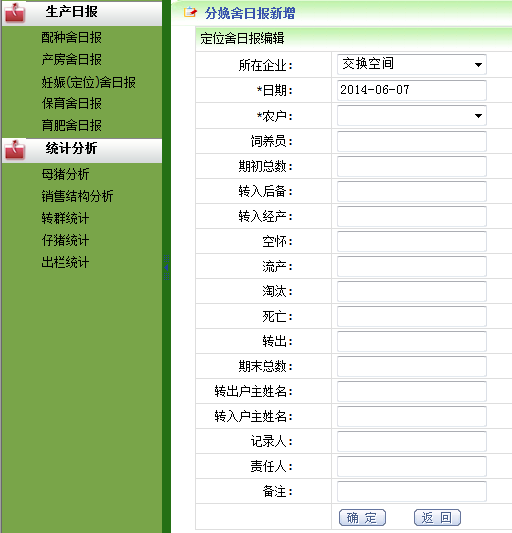 生产日报
配种舍日报
产房舍日报
妊娠(定位)舍日报
保育舍日报
育肥舍日报
统计分析
母猪分析
销售结构分析
转群统计
仔猪统计
出栏统计
分娩舍日报新增
定位舍日报编辑
所在企业： 交换空间
*日期： 2014-06-07
*农户：
饲养员：
期初总数：
转入后备：
转入经产：
空怀：
流产：
淘汰：
死亡：
转出：
期末总数：
转出户主姓名：
转入户主姓名：
记录人：
责任人：
备注：
确 定 返 回